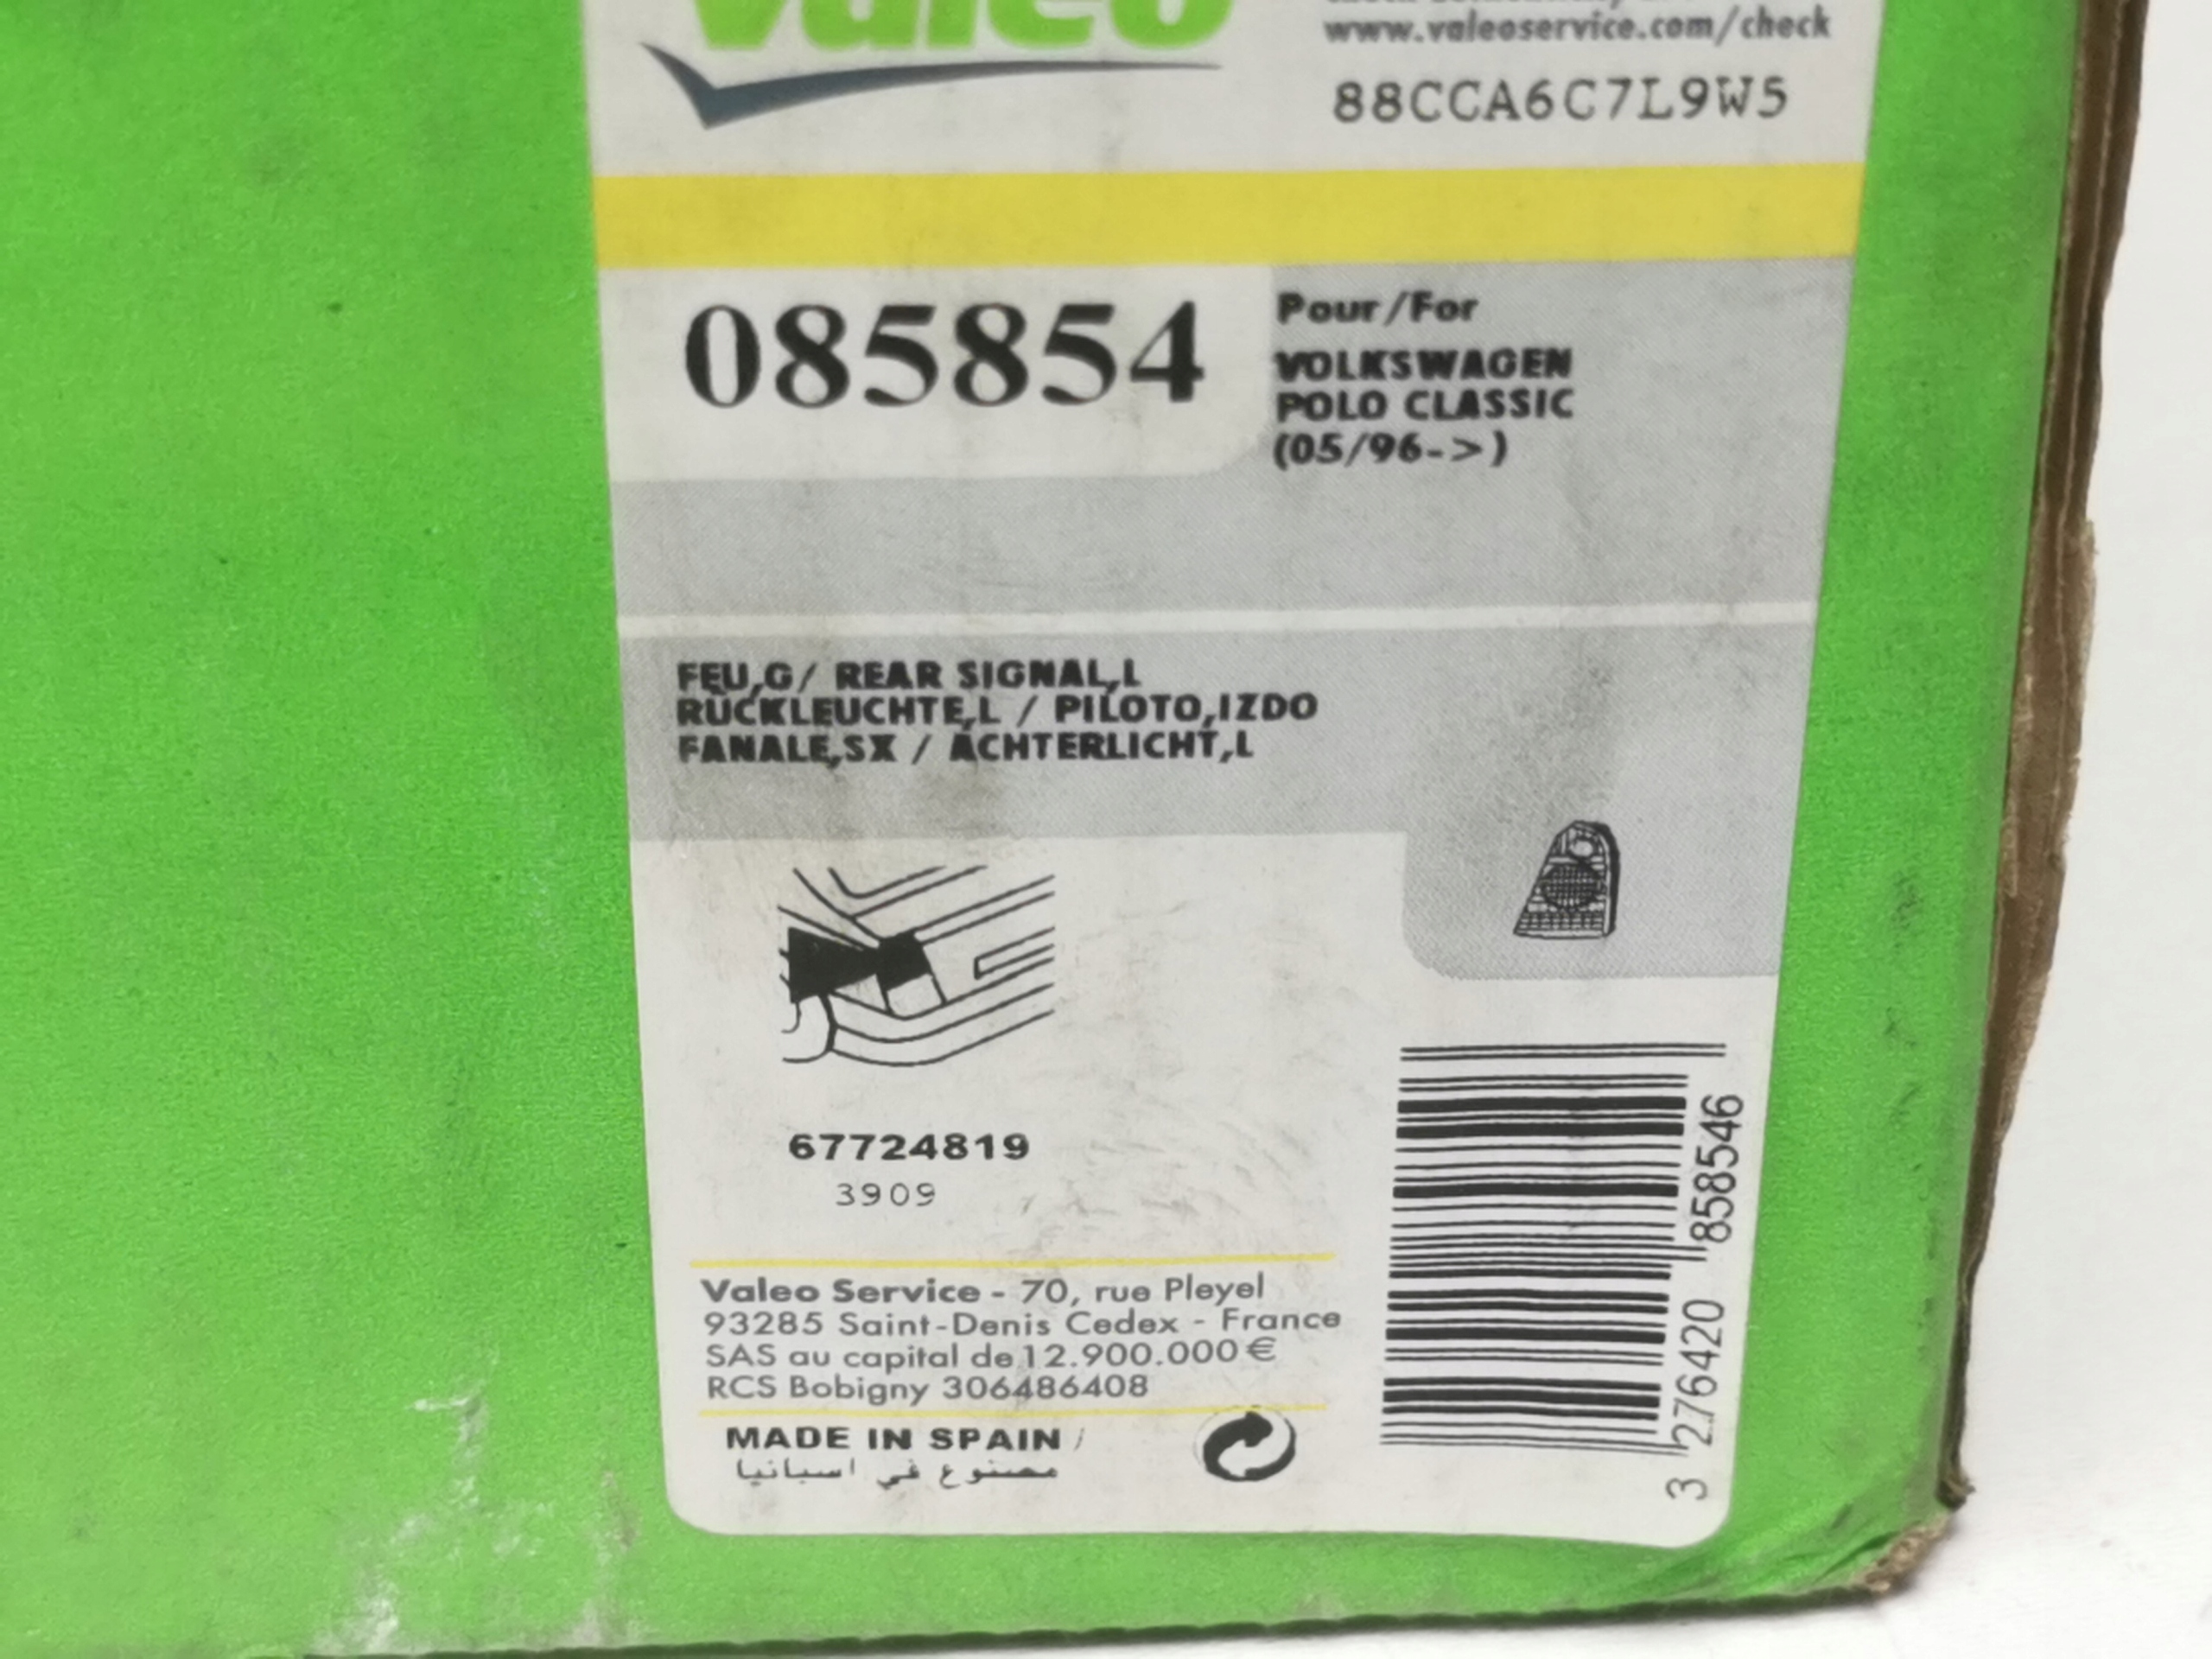 valeo
www.valeoservice.com/check
88CCA6C7L9W5
085854
Pour/For
VOLKSWAGEN
POLO CLASSIC
(05/96->)
FEU,G/ REAR SIGNAL,L
RÜCKLEUCHTE,L / PILOTO,IZDO
FANALE,SX / ACHTERLICHT,L
67724819
3909
Valeo Service - 70, rue Pleyel
93285 Saint-Denis Cedex - France
SAS au capital de 12.900.000 €
RCS Bobigny 306486408
MADE IN SPAIN /
مصنوع في اسبانيا
3 276420 858546